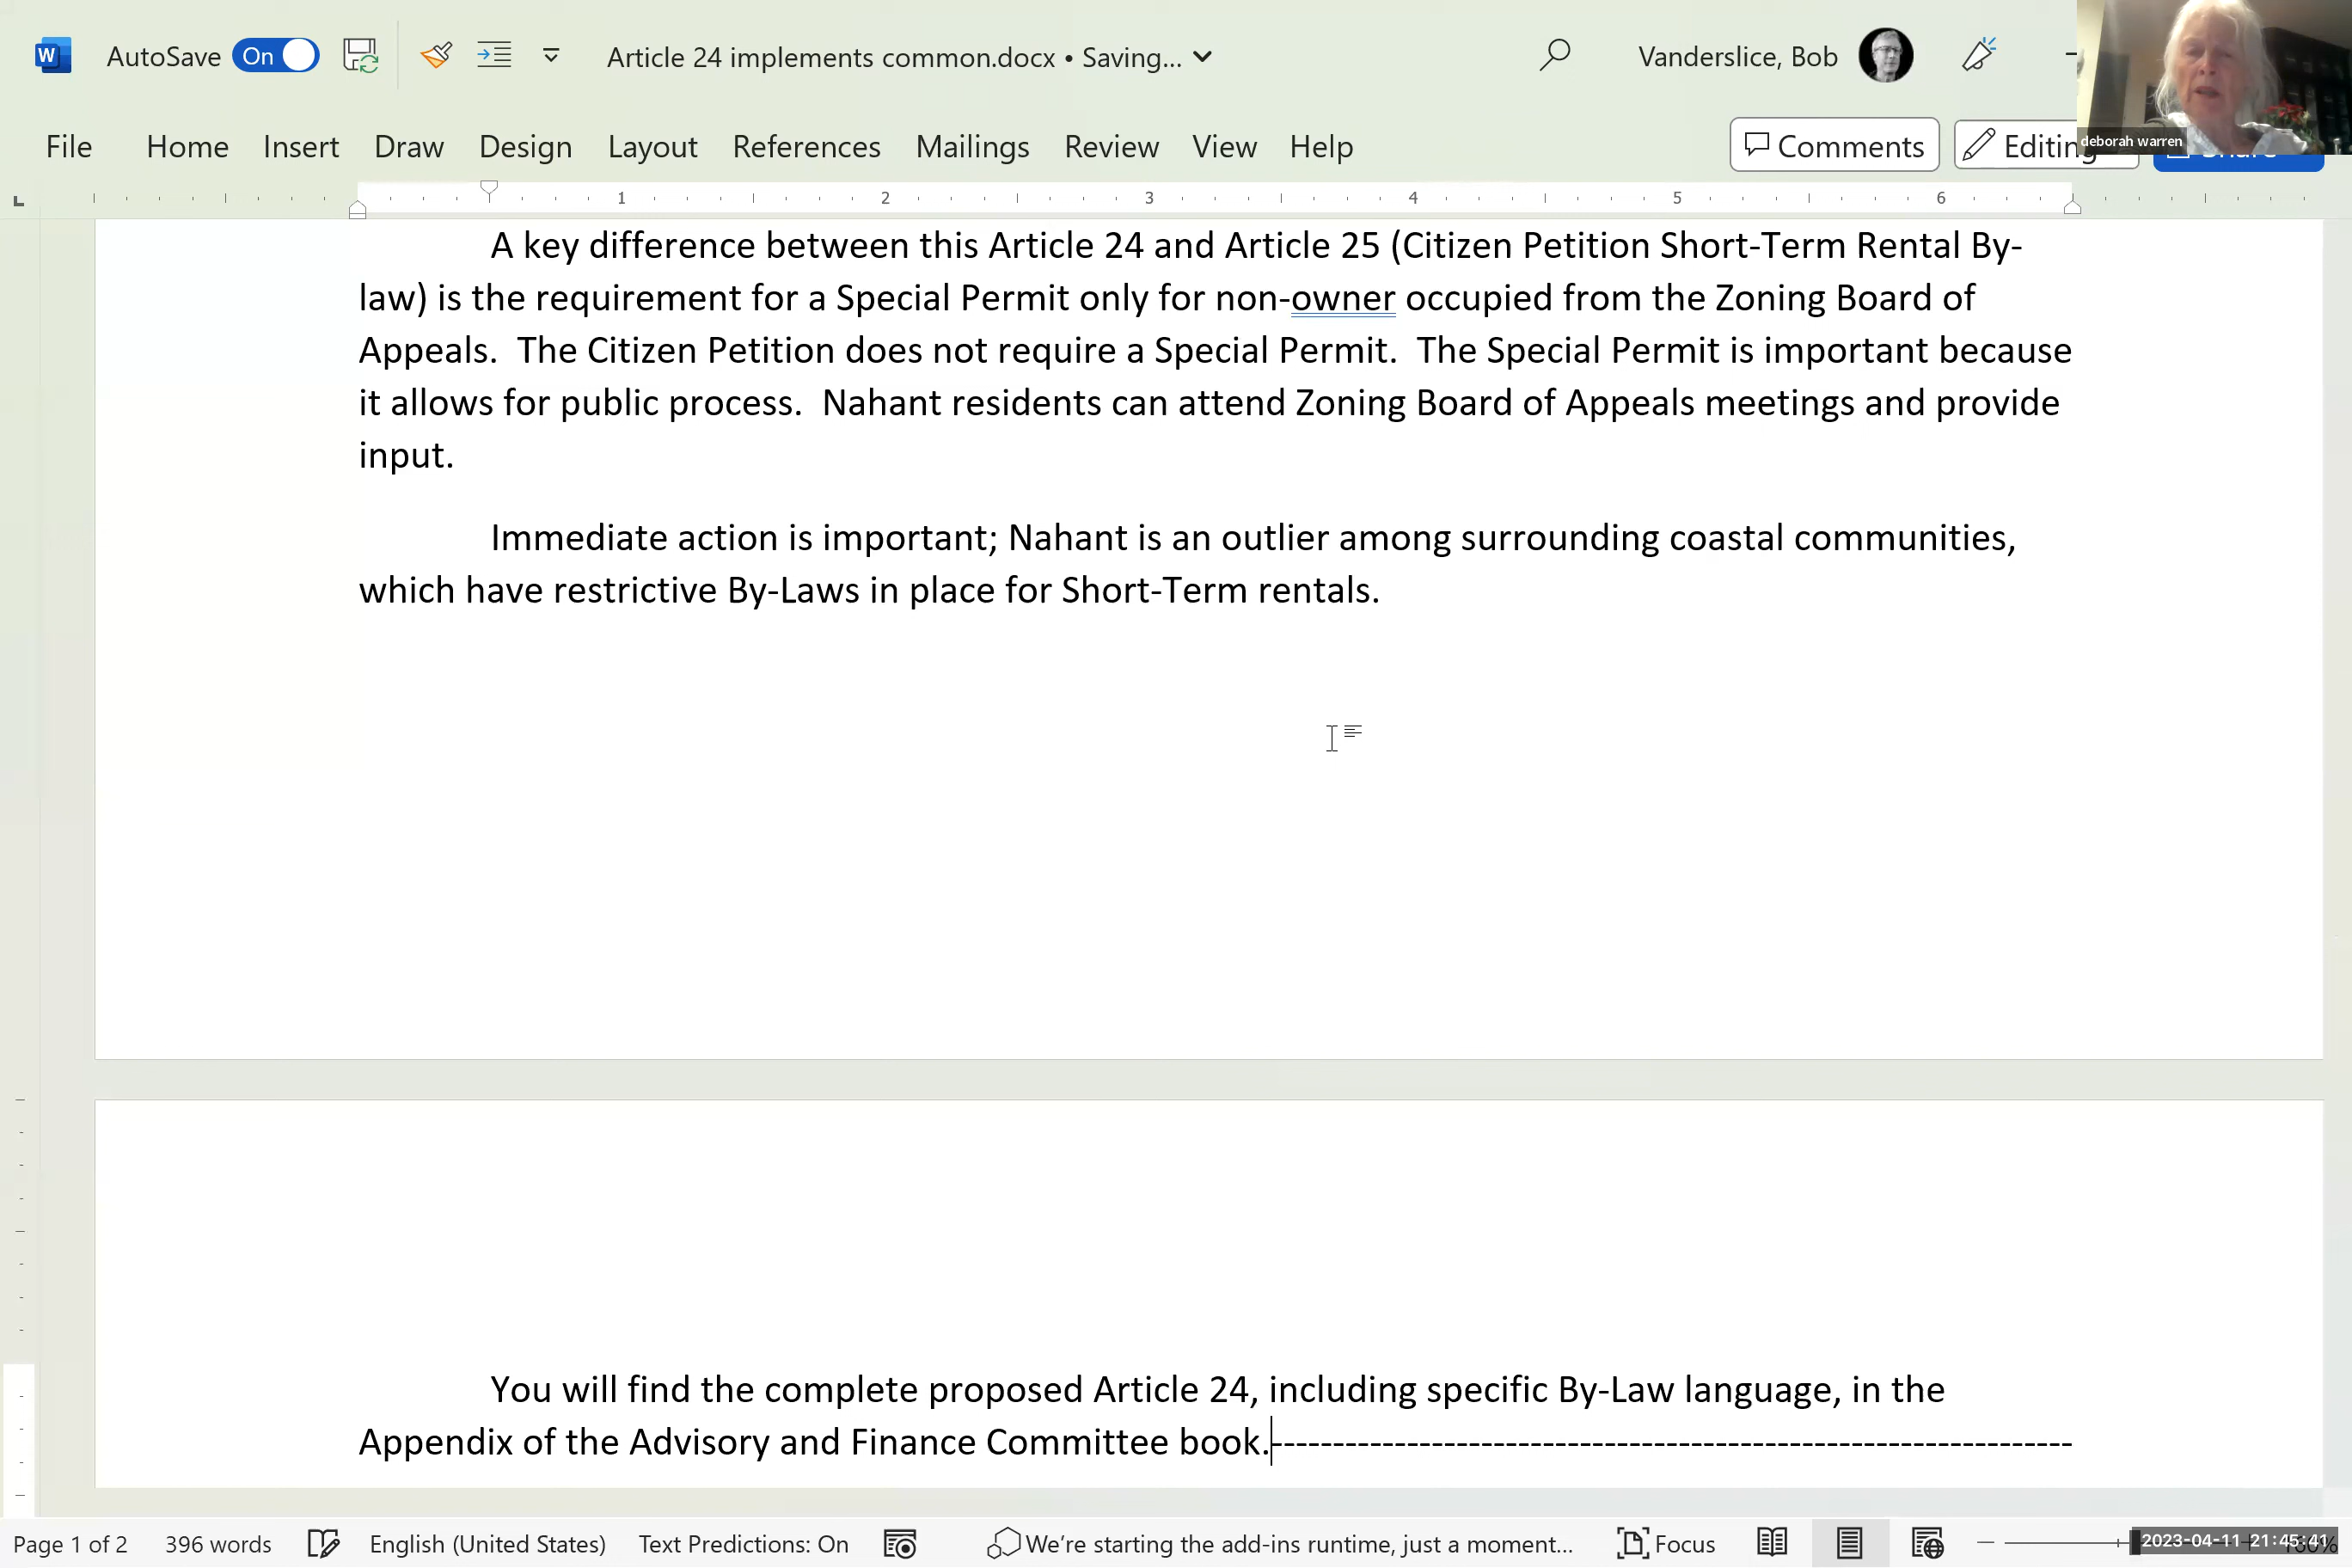 AutoSave On Article 24 implements common.docx • Saving... Vanderslice, Bob
File Home Insert Draw Design Layout References Mailings Review View Help Comments Editing
deborah warren
1 2 3 4 5 6
A key difference between this Article 24 and Article 25 (Citizen Petition Short-Term Rental By-
law) is the requirement for a Special Permit only for non-owner occupied from the Zoning Board of
Appeals.  The Citizen Petition does not require a Special Permit.  The Special Permit is important because
it allows for public process.  Nahant residents can attend Zoning Board of Appeals meetings and provide
input.
Immediate action is important; Nahant is an outlier among surrounding coastal communities,
which have restrictive By-Laws in place for Short-Term rentals.
You will find the complete proposed Article 24, including specific By-Law language, in the
Appendix of the Advisory and Finance Committee book.-----------------------------------------------------------------
Page 1 of 2 396 words English (United States) Text Predictions: On We're starting the add-ins runtime, just a moment... Focus
2023-04-11 21:45:41